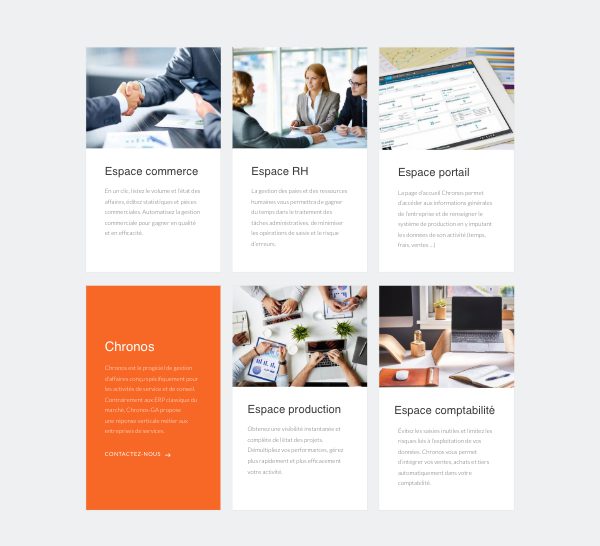 Espace commerce
En un clic, listez le volume et l'état des
affaires, éditez statistiques et pièces
commerciales. Automatisez la gestion
commerciale pour gagner en qualité
et en efficacité.
Espace RH
La gestion des paies et des ressources
humaines vous permettes de gagner
du temps dans le traitement des
tâches administratives, de minimiser
les opérations de saisie et le risque
d'erreurs.
Espace portail
La page d'accueil Chronos permet
d'accéder aux informations générales
de l'entreprise et de renseigner le
système de production en y imputant
les données de son activité (temps,
frais, ventes...)
Chronos
Chronos est le progiciel de gestion
d'affaires conçu spécifiquement pour
les activités de service et de conseil.
Contrairement aux ERP classique du
marché, Chronos-GA propose
une réponse verticale métier aux
entreprises de services.
CONTACTEZ-NOUS →
Espace production
Obtenez une visibilité instantanée et
complète de l'état des projets.
Démultipliez vos performances, gérez
plus rapidement et plus efficacement
votre activité.
Espace comptabilité
Évitez les saisies inutiles et limitez les
risques liés à l'exploitation de vos
données. Chronos vous permet
d'intégrer vos ventes, achats et tiers
automatiquement dans votre
comptabilité.